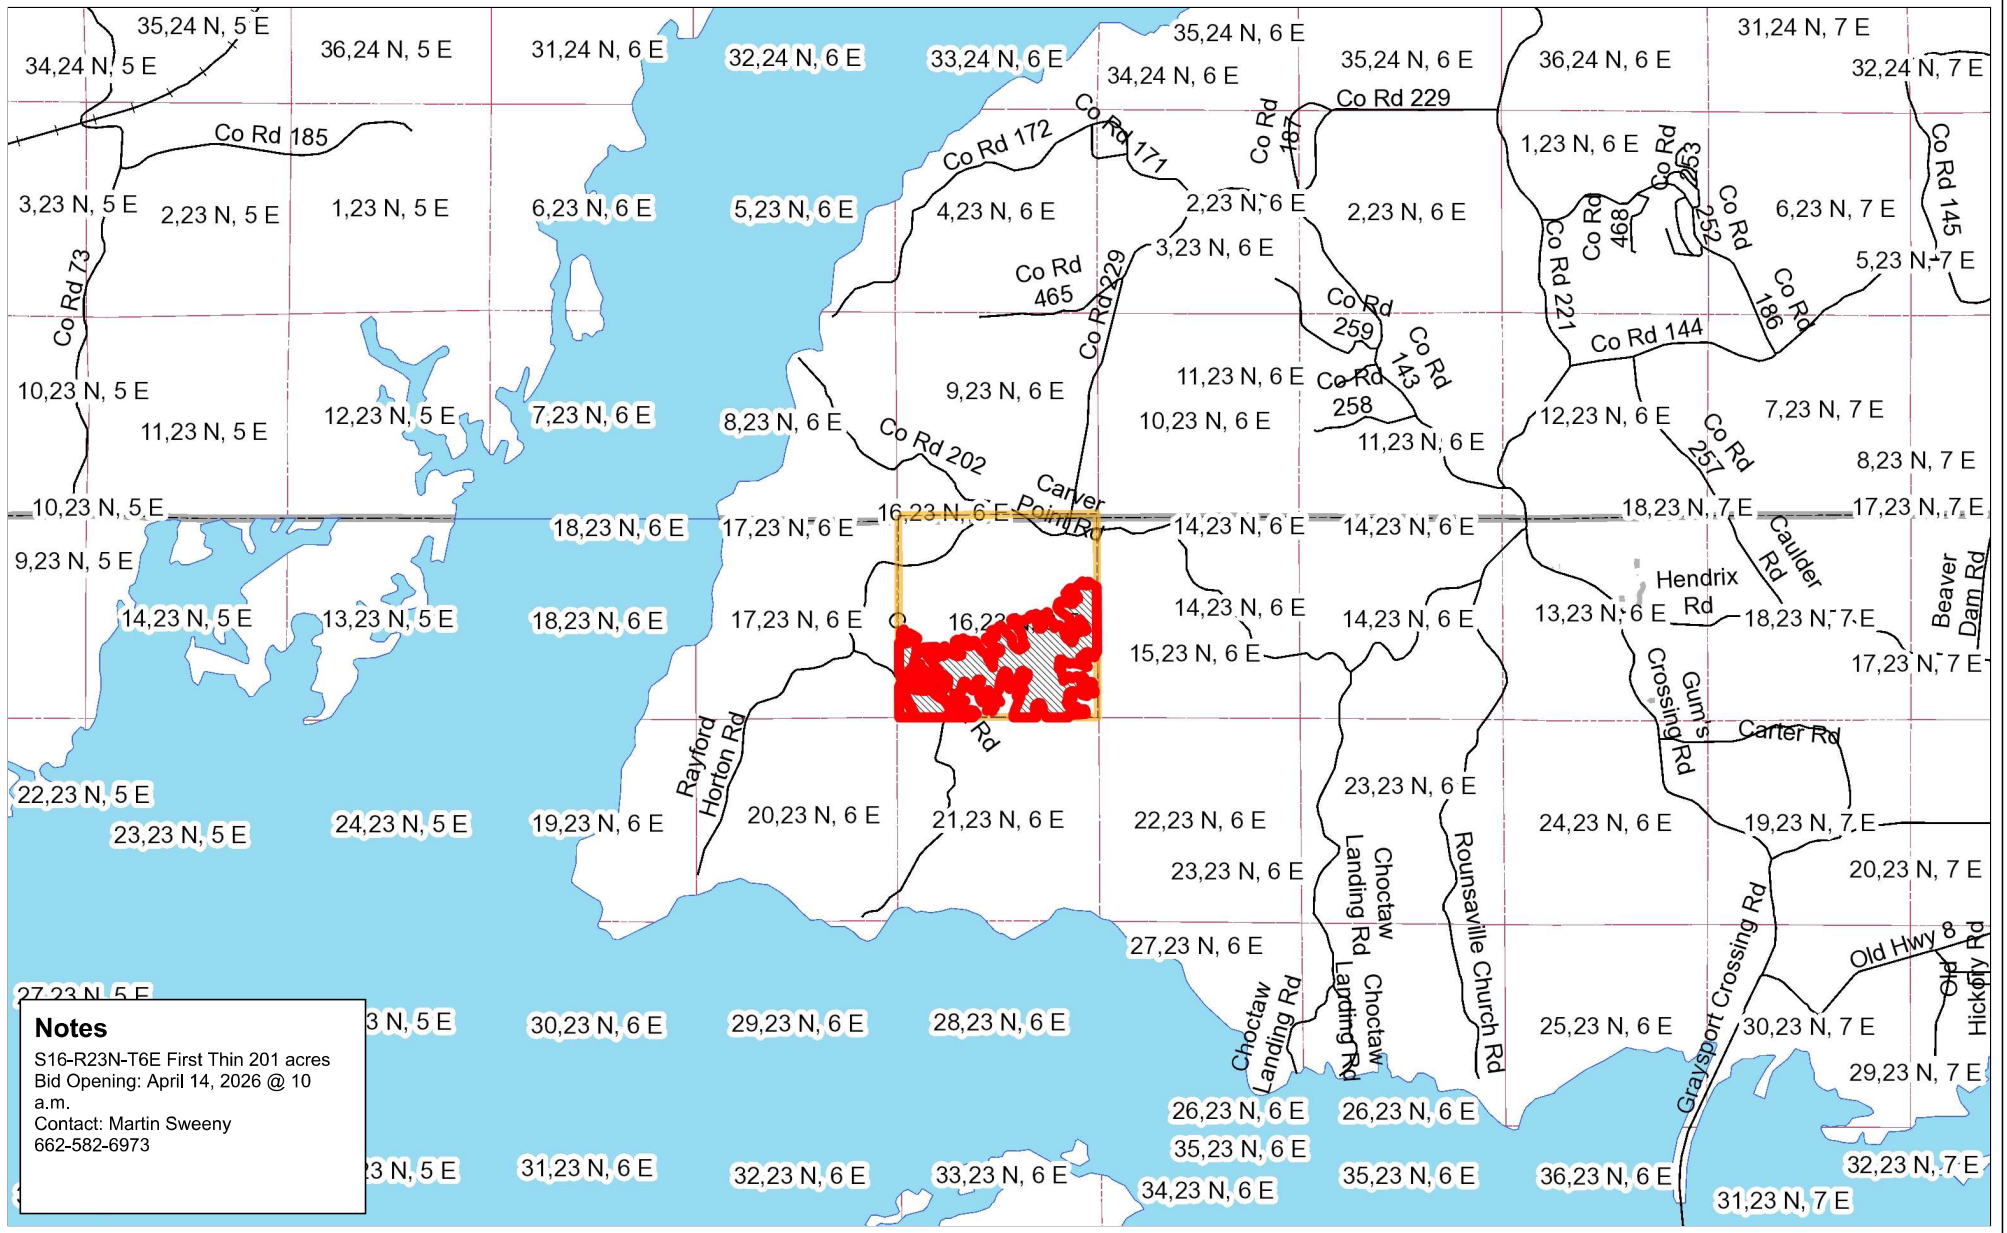 35,24 N, 5 E
36,24 N, 5 E
31,24 N, 6 E
32,24 N, 6 E
33,24 N, 6 E
35,24 N, 6 E
34,24 N, 6 E
35,24 N, 6 E
36,24 N, 6 E
31,24 N, 7 E
32,24 N, 7 E
34,24 N, 5 E
Co Rd 185
Co Rd 172
Co Rd 171
Co Rd
187
Co Rd 229
1,23 N, 6 E
Co Rd
253
Co Rd 145
3,23 N, 5 E
2,23 N, 5 E
1,23 N, 5 E
6,23 N, 6 E
5,23 N, 6 E
4,23 N, 6 E
2,23 N, 6 E
2,23 N, 6 E
3,23 N, 6 E
Co Rd
468
Co Rd
252
6,23 N, 7 E
5,23 N, 7 E
Co Rd 73
Co Rd
465
Co Rd 229
Co Rd
259
Co Rd
143
Co Rd 221
Co Rd 144
Co Rd
186
10,23 N, 5 E
11,23 N, 5 E
12,23 N, 5 E
7,23 N, 6 E
8,23 N, 6 E
9,23 N, 6 E
11,23 N, 6 E
10,23 N, 6 E
Co Rd
258
11,23 N, 6 E
12,23 N, 6 E
Co Rd
257
7,23 N, 7 E
8,23 N, 7 E
Co Rd 202
Carver
Point Rd
10,23 N, 5 E
18,23 N, 6 E
17,23 N, 6 E
16,23 N, 6 E
14,23 N, 6 E
14,23 N, 6 E
18,23 N, 7 E
17,23 N, 7 E
9,23 N, 5 E
Caulder
Rd
Beaver
Dam Rd
Hendrix
Rd
14,23 N, 5 E
13,23 N, 5 E
18,23 N, 6 E
17,23 N, 6 E
16,23
14,23 N, 6 E
14,23 N, 6 E
13,23 N, 6 E
18,23 N, 7 E
15,23 N, 6 E
17,23 N, 7 E
Rayford
Horton Rd
Rd
Gum's
Crossing Rd
Carter Rd
22,23 N, 5 E
23,23 N, 5 E
24,23 N, 5 E
19,23 N, 6 E
20,23 N, 6 E
21,23 N, 6 E
22,23 N, 6 E
23,23 N, 6 E
23,23 N, 6 E
24,23 N, 6 E
19,23 N, 7 E
20,23 N, 7 E
Choctaw
Landing Rd
Rounsaville Church Rd
Graysport Crossing Rd
Old Hwy 8
Old
Hickory Rd
27,23 N, 6 E
Choctaw
Landing Rd
Choctaw
Landing Rd
27,23 N, 5 E
3 N, 5 E
30,23 N, 6 E
29,23 N, 6 E
28,23 N, 6 E
25,23 N, 6 E
30,23 N, 7 E
29,23 N, 7 E
26,23 N, 6 E
26,23 N, 6 E
35,23 N, 6 E
23 N, 5 E
31,23 N, 6 E
32,23 N, 6 E
33,23 N, 6 E
34,23 N, 6 E
35,23 N, 6 E
36,23 N, 6 E
32,23 N, 7 E
31,23 N, 7 E
Notes
S16-R23N-T6E First Thin 201 acres
Bid Opening: April 14, 2026 @ 10
a.m.
Contact: Martin Sweeny
662-582-6973